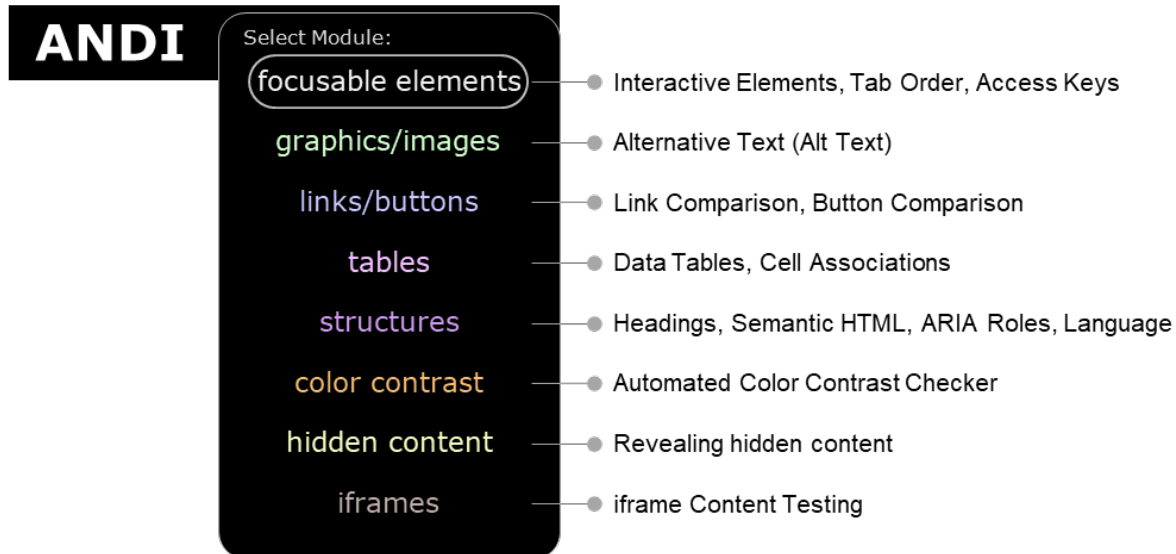 ANDI
Select Module:
focusable elements
Interactive Elements, Tab Order, Access Keys
graphics/images
Alternative Text (Alt Text)
links/buttons
Link Comparison, Button Comparison
tables
Data Tables, Cell Associations
structures
Headings, Semantic HTML, ARIA Roles, Language
color contrast
Automated Color Contrast Checker
hidden content
Revealing hidden content
iframes
iframe Content Testing